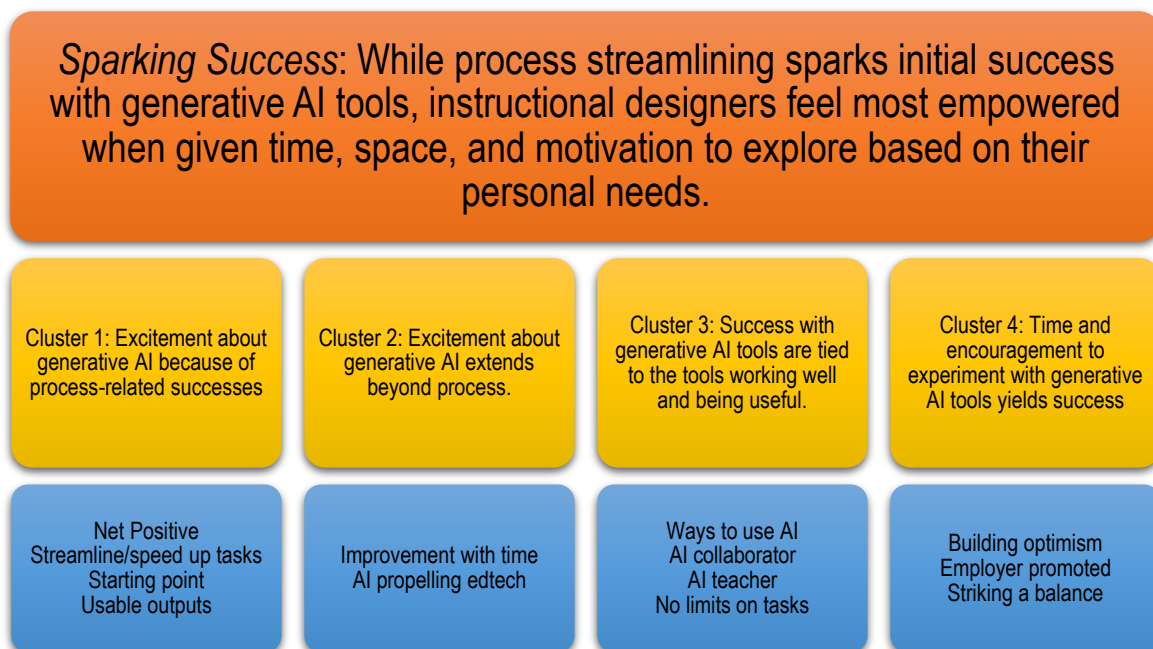 Sparking Success: While process streamlining sparks initial success
with generative AI tools, instructional designers feel most empowered
when given time, space, and motivation to explore based on their
personal needs.
Cluster 1: Excitement about
generative AI because of
process-related successes
Cluster 2: Excitement about
generative AI extends
beyond process.
Cluster 3: Success with
generative AI tools are tied
to the tools working well
and being useful.
Cluster 4: Time and
encouragement to
experiment with generative
AI tools yields success
Net Positive
Streamline/speed up tasks
Starting point
Usable outputs
Improvement with time
AI propelling edtech
Ways to use AI
AI collaborator
AI teacher
No limits on tasks
Building optimism
Employer promoted
Striking a balance